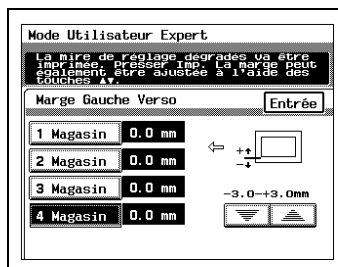 Mode Utilisateur Expert
La mire de réglage dégradés va être
imprimée. Presser Imp. La marge peut
également être ajustée à l'aide des
touches ▲▼.
Marge Gauche Verso
Entrée
1 Magasin 0.0 mm
2 Magasin 0.0 mm
3 Magasin 0.0 mm
4 Magasin 0.0 mm
+
-
-3.0-+3.0mm